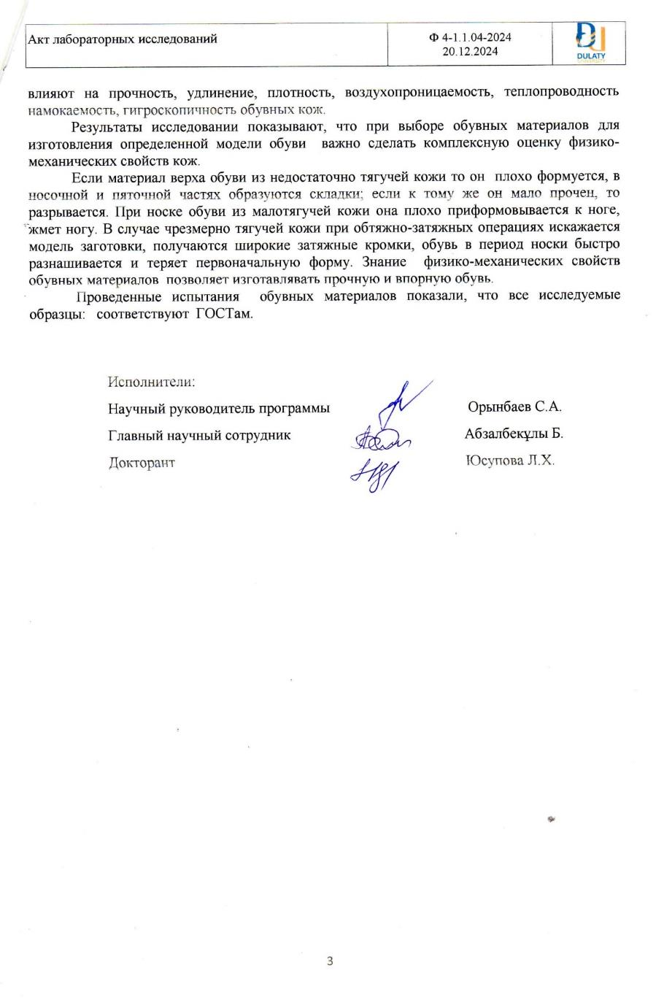 Акт лабораторных исследований
Ф 4-1.1.04-2024
20.12.2024
DULATY
UNIVERSITY
влияют на прочность, удлинение, плотность, воздухопроницаемость, теплопроводность
намокаемость, гигроскопичность обувных кож.
Результаты исследовании показывают, что при выборе обувных материалов для
изготовления определенной модели обуви важно сделать комплексную оценку физико-
механических свойств кож.
Если материал верха обуви из недостаточно тягучей кожи то он плохо формуется, в
носочной и пяточной частях образуются складки; если к тому же он мало прочен, то
разрывается. При носке обуви из малотягучей кожи она плохо приформовывается к ноге,
жмет ногу. В случае чрезмерно тягучей кожи при обтяжно-затяжных операциях искажается
модель заготовки, получаются широкие затяжные кромки, обувь в период носки быстро
разнашивается и теряет первоначальную форму. Знание физико-механических свойств
обувных материалов позволяет изготавлявать прочную и впорную обувь.
Проведенные испытания обувных материалов показали, что все исследуемые
образцы: соответствуют ГОСТам.
Исполнители:
Научный руководитель программы Орынбаев С.А.
Главный научный сотрудник Абзалбекұлы Б.
Докторант Юсупова Л.Х.
3